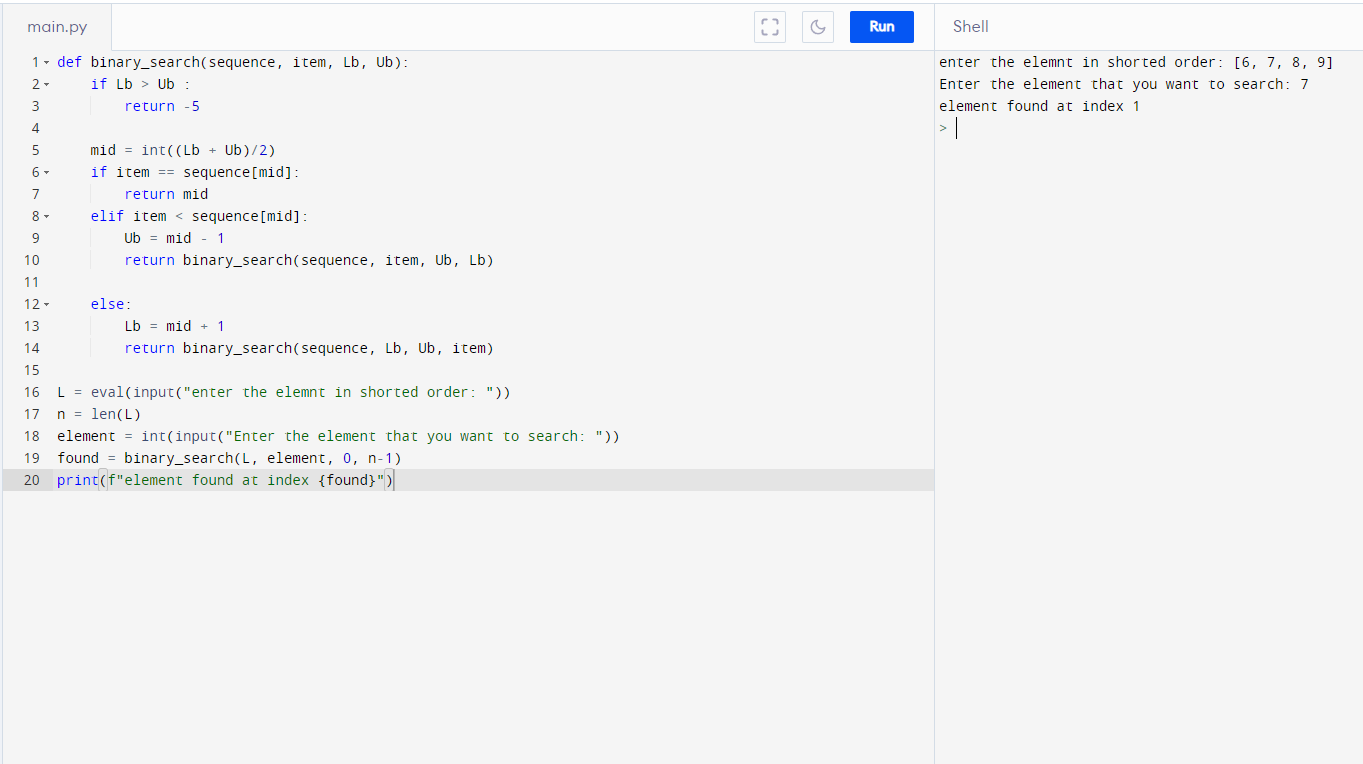 main.py
Run
Shell
1 def binary_search(sequence, item, Lb, Ub):
2     if Lb > Ub :
3         return -5
4
5     mid = int((Lb + Ub)/2)
6     if item == sequence[mid]:
7         return mid
8     elif item < sequence[mid]:
9         Ub = mid - 1
10         return binary_search(sequence, item, Ub, Lb)
11
12     else:
13         Lb = mid + 1
14         return binary_search(sequence, Lb, Ub, item)
15
16 L = eval(input("enter the elemnt in shorted order: "))
17 n = len(L)
18 element = int(input("Enter the element that you want to search: "))
19 found = binary_search(L, element, 0, n-1)
20 print(f"element found at index {found}")
enter the elemnt in shorted order: [6, 7, 8, 9]
Enter the element that you want to search: 7
element found at index 1
>